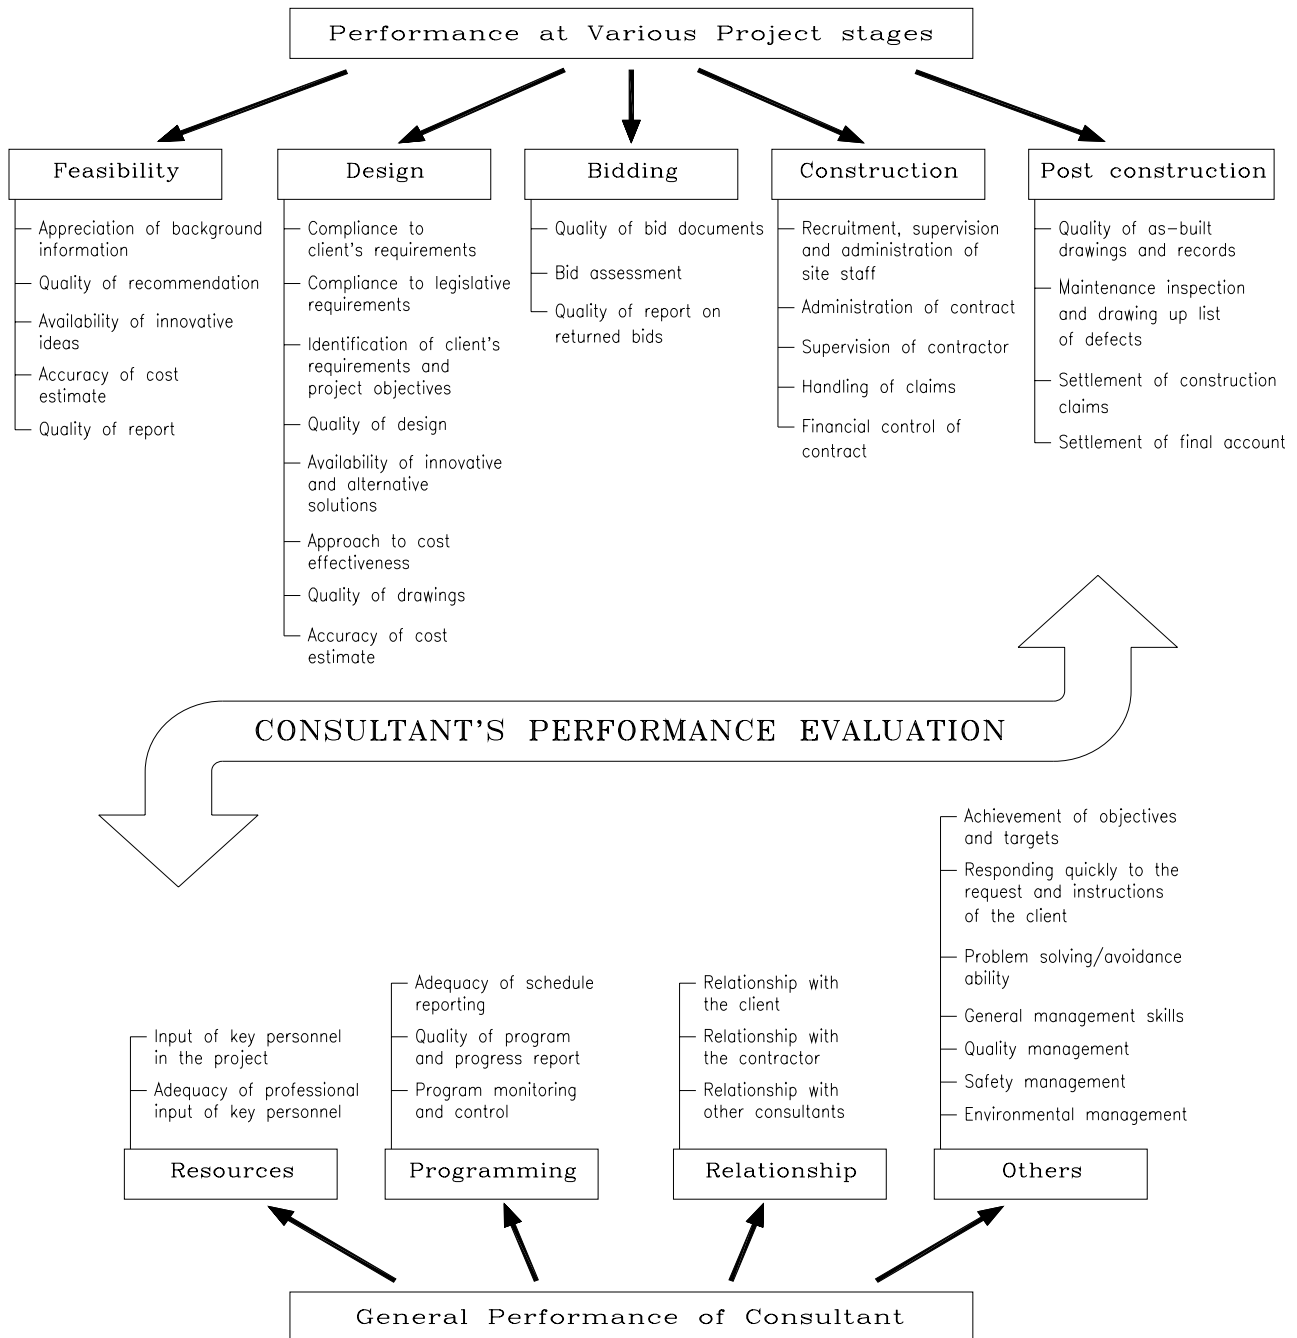 Performance at Various Project stages
Feasibility
Appreciation of background
information
Quality of recommendation
Availability of innovative
ideas
Accuracy of cost
estimate
Quality of report
Design
Compliance to
client's requirements
Compliance to legislative
requirements
Identification of client's
requirements and
project objectives
Quality of design
Availability of innovative
and alternative
solutions
Approach to cost
effectiveness
Quality of drawings
Accuracy of cost
estimate
Bidding
Quality of bid documents
Bid assessment
Quality of report on
returned bids
Construction
Recruitment, supervision
and administration of
site staff
Administration of contract
Supervision of contractor
Handling of claims
Financial control of
contract
Post construction
Quality of as-built
drawings and records
Maintenance inspection
and drawing up list
of defects
Settlement of construction
claims
Settlement of final account
CONSULTANT'S PERFORMANCE EVALUATION
Input of key personnel
in the project
Adequacy of professional
input of key personnel
Resources
Adequacy of schedule
reporting
Quality of program
and progress report
Program monitoring
and control
Programming
Relationship with
the client
Relationship with
the contractor
Relationship with
other consultants
Relationship
Achievement of objectives
and targets
Responding quickly to the
request and instructions
of the client
Problem solving/avoidance
ability
General management skills
Quality management
Safety management
Environmental management
Others
General Performance of Consultant